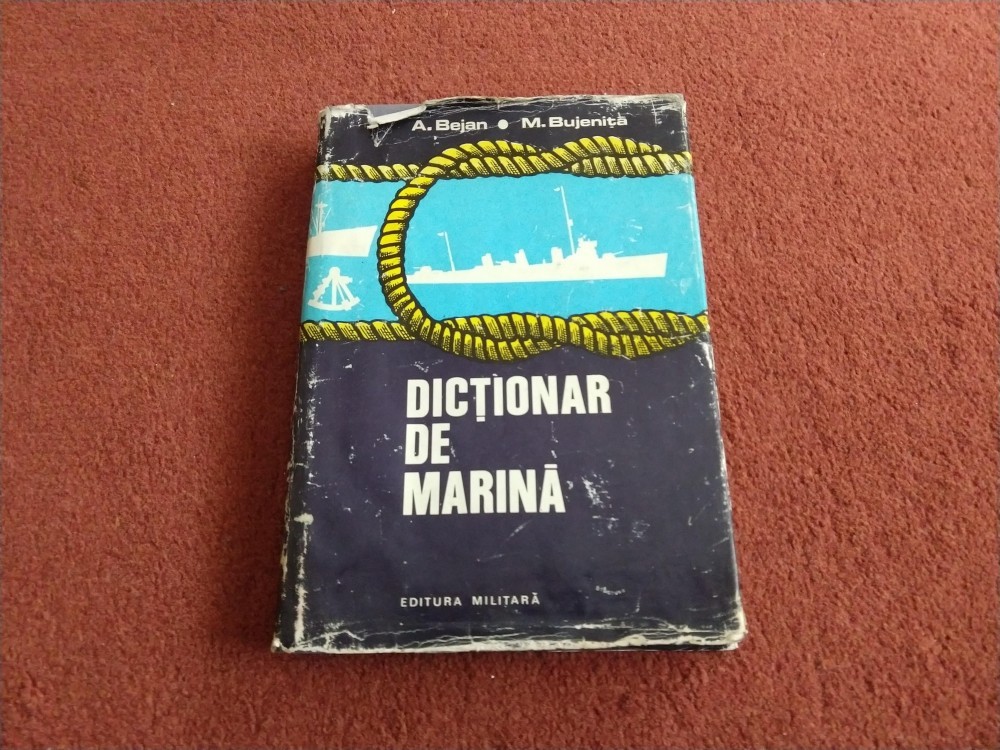 A. Bejan • M. Bujeniță
DICȚIONAR
DE
MARINĂ
EDITURA MILITARĂ